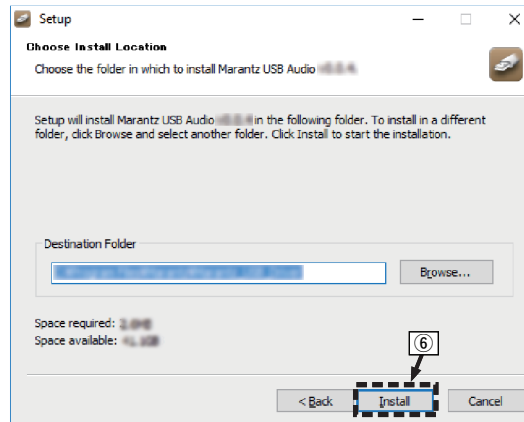 Setup
Choose Install Location
Choose the folder in which to install Marantz USB Audio
Setup will install Marantz USB Audio in the following folder. To install in a different
folder, click Browse and select another folder. Click Install to start the installation.
Destination Folder
Browse...
Space required:
Space available:
⑥
< Back Install Cancel